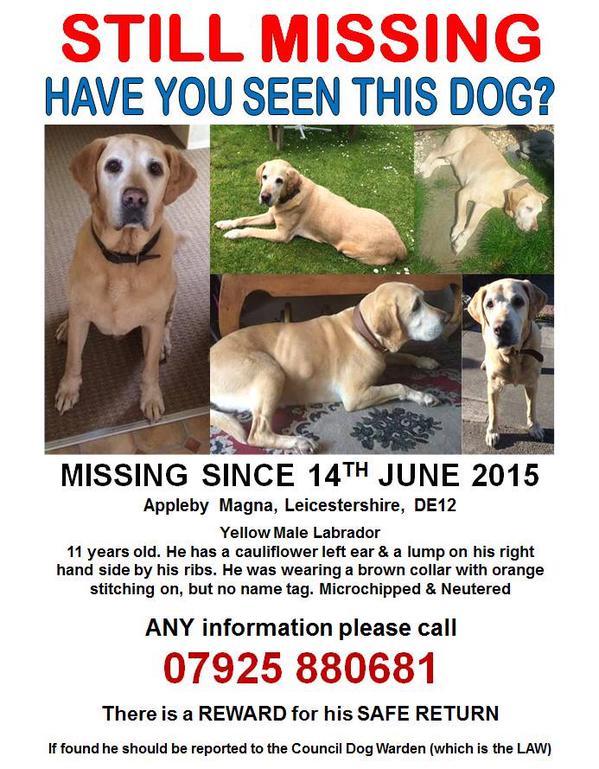 STILL MISSING
HAVE YOU SEEN THIS DOG?
MISSING SINCE 14TH JUNE 2015
Appleby Magna, Leicestershire, DE12
Yellow Male Labrador
11 years old. He has a cauliflower left ear & a lump on his right
hand side by his ribs. He was wearing a brown collar with orange
stitching on, but no name tag. Microchipped & Neutered
ANY information please call
07925 880681
There is a REWARD for his SAFE RETURN
If found he should be reported to the Council Dog Warden (which is the LAW)